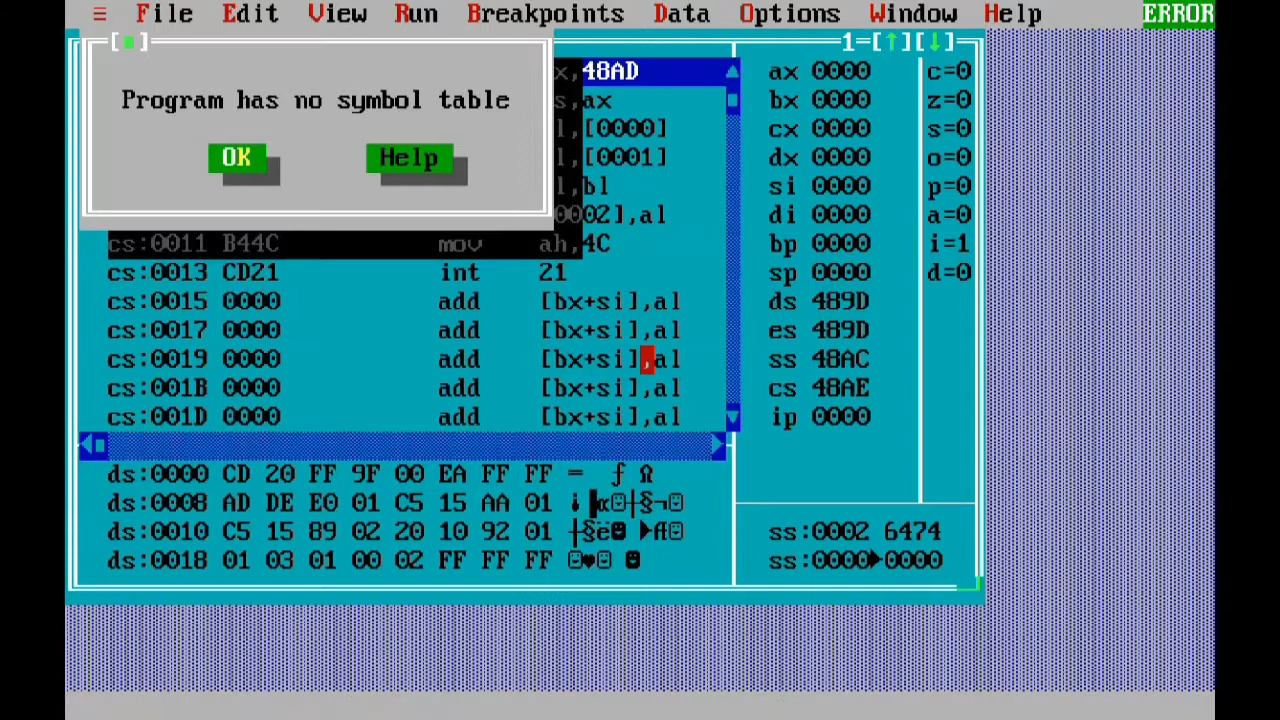 ≡ File Edit View Run Breakpoints Data Options Window Help ERROR
[■] 1=[↑][↓]
Program has no symbol table
OK Help
x,48AD
s,ax
l,[0000]
l,[0001]
l,bl
0002],al
cs:0011 B44C mov ah,4C
cs:0013 CD21 int 21
cs:0015 0000 add [bx+si],al
cs:0017 0000 add [bx+si],al
cs:0019 0000 add [bx+si],al
cs:001B 0000 add [bx+si],al
cs:001D 0000 add [bx+si],al
ax 0000 c=0
bx 0000 z=0
cx 0000 s=0
dx 0000 o=0
si 0000 p=0
di 0000 a=0
bp 0000 i=1
sp 0000 d=0
ds 489D
es 489D
ss 48AC
cs 48AE
ip 0000
ds:0000 CD 20 FF 9F 00 EA FF FF = ƒ Ω
ds:0008 AD DE E0 01 C5 15 AA 01 ¡▐α☺┼§¬☺
ds:0010 C5 15 89 02 20 10 92 01 ┼§ë☻ ►Æ☺
ds:0018 01 03 01 00 02 FF FF FF ☺♥☺ ☻
ss:0002 6474
ss:0000►0000